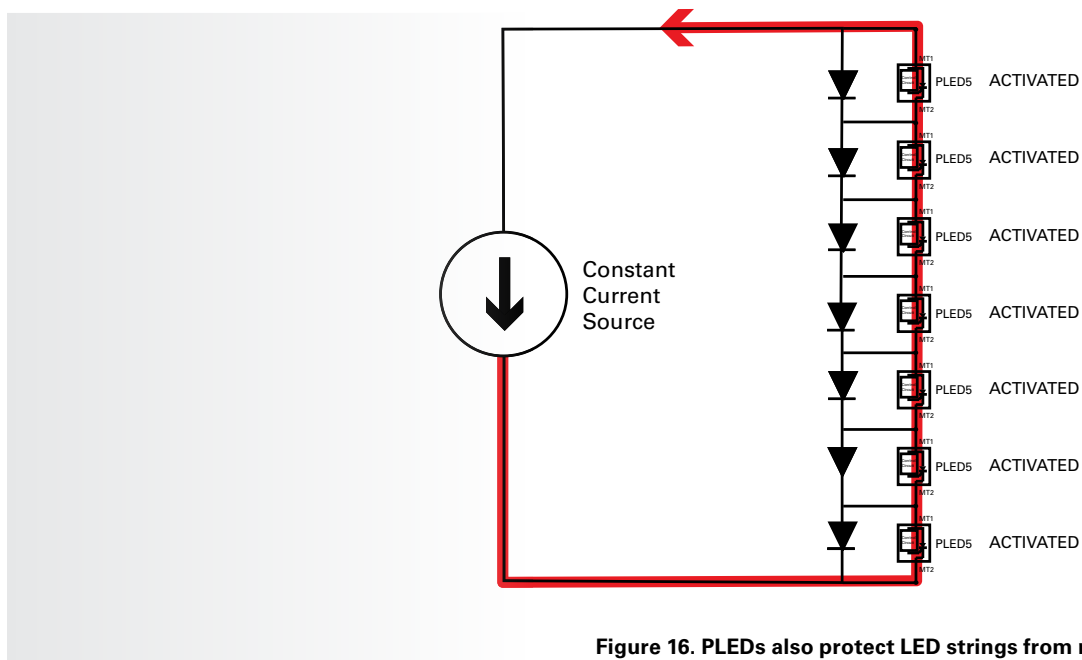 MT1
PLED5 ACTIVATED
MT2
MT1
PLED5 ACTIVATED
MT2
MT1
PLED5 ACTIVATED
MT2
MT1
PLED5 ACTIVATED
MT2
MT1
PLED5 ACTIVATED
MT2
MT1
PLED5 ACTIVATED
MT2
MT1
PLED5 ACTIVATED
MT2
Constant
Current
Source
Figure 16. PLEDs also protect LED strings from